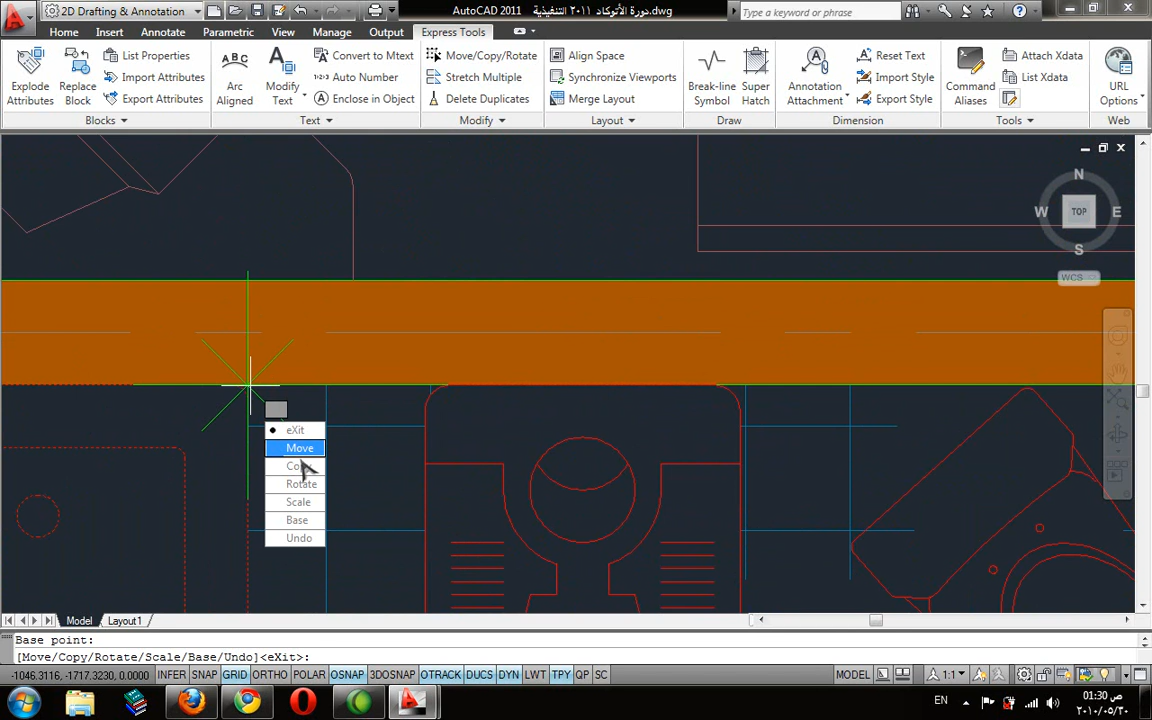 2D Drafting & Annotation
AutoCAD 2011 دورة الأتوكاد ٢٠١١ التنفيذية.dwg
Type a keyword or phrase
Home Insert Annotate Parametric View Manage Output Express Tools
Explode Attributes
Replace Block
List Properties
Import Attributes
Export Attributes
Arc Aligned
Modify Text
Convert to Mtext
Auto Number
Enclose in Object
Move/Copy/Rotate
Stretch Multiple
Delete Duplicates
Align Space
Synchronize Viewports
Merge Layout
Break-line Symbol
Super Hatch
Annotation Attachment
Reset Text
Import Style
Export Style
Command Aliases
Attach Xdata
List Xdata
URL Options
Blocks Text Modify Layout Draw Dimension Tools Web
N
W TOP E
S
WCS
eXit
Move
Rotate
Scale
Base
Undo
Model Layout1
Base point:
[Move/Copy/Rotate/Scale/Base/Undo]<eXit>:
-1046.3116, -1717.3230, 0.0000 INFER SNAP GRID ORTHO POLAR OSNAP 3DOSNAP OTRACK DUCS DYN LWT TPY QP SC MODEL 1:1
EN
01:30 ص
٢٠١٠/٠٥/٢٠